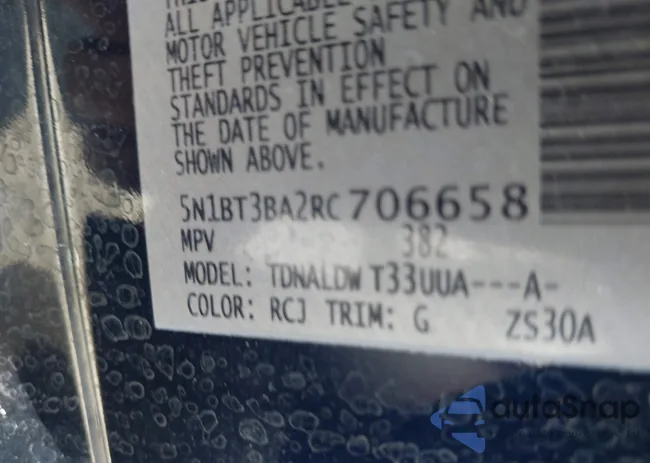 ALL APPLICABLE
SAFETY AND
MOTOR VEHICLE
THEFT PREVENTION
STANDARDS IN EFFECT ON
THE DATE OF MANUFACTURE
SHOWN ABOVE.
5N1BT3BA2RC706658
MPV 382
MODEL: TDNALDW T33UUA---A-
COLOR: RCJ TRIM: G ZS30A
autoSnap